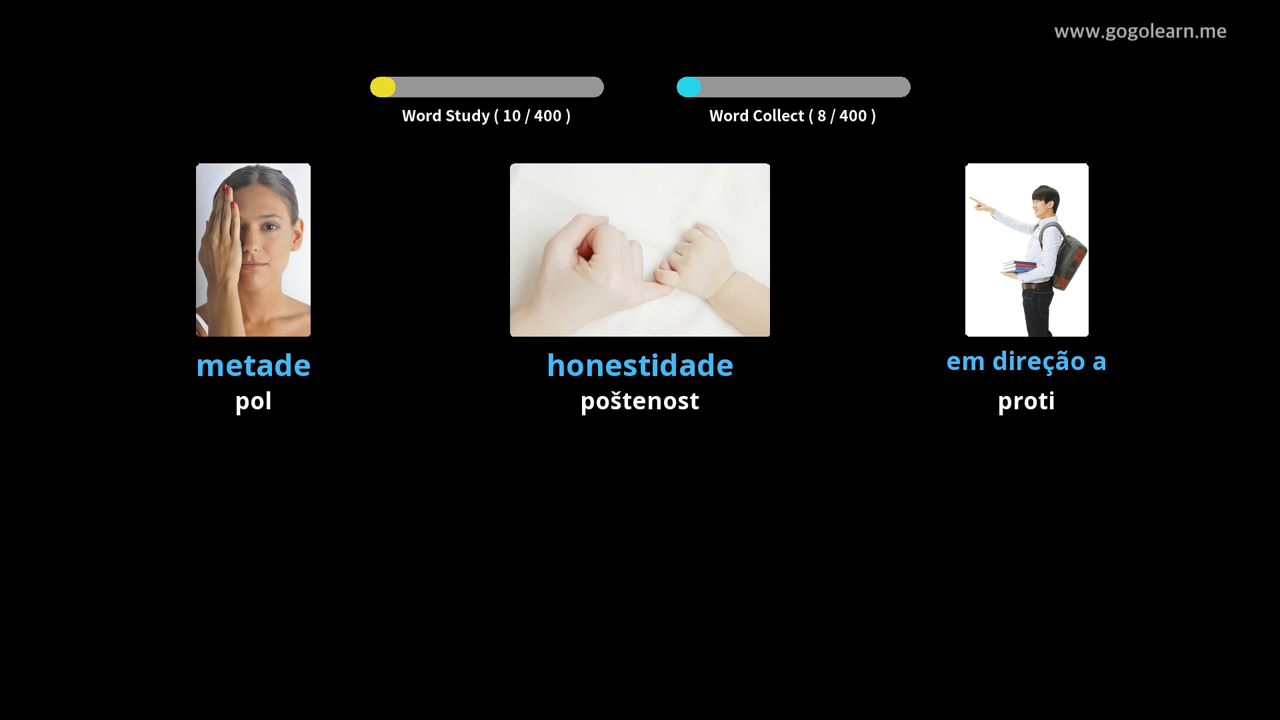 www.gogolearn.me
Word Study ( 10 / 400 )
Word Collect ( 8 / 400 )
metade
pol
honestidade
poštenost
em direção a
proti